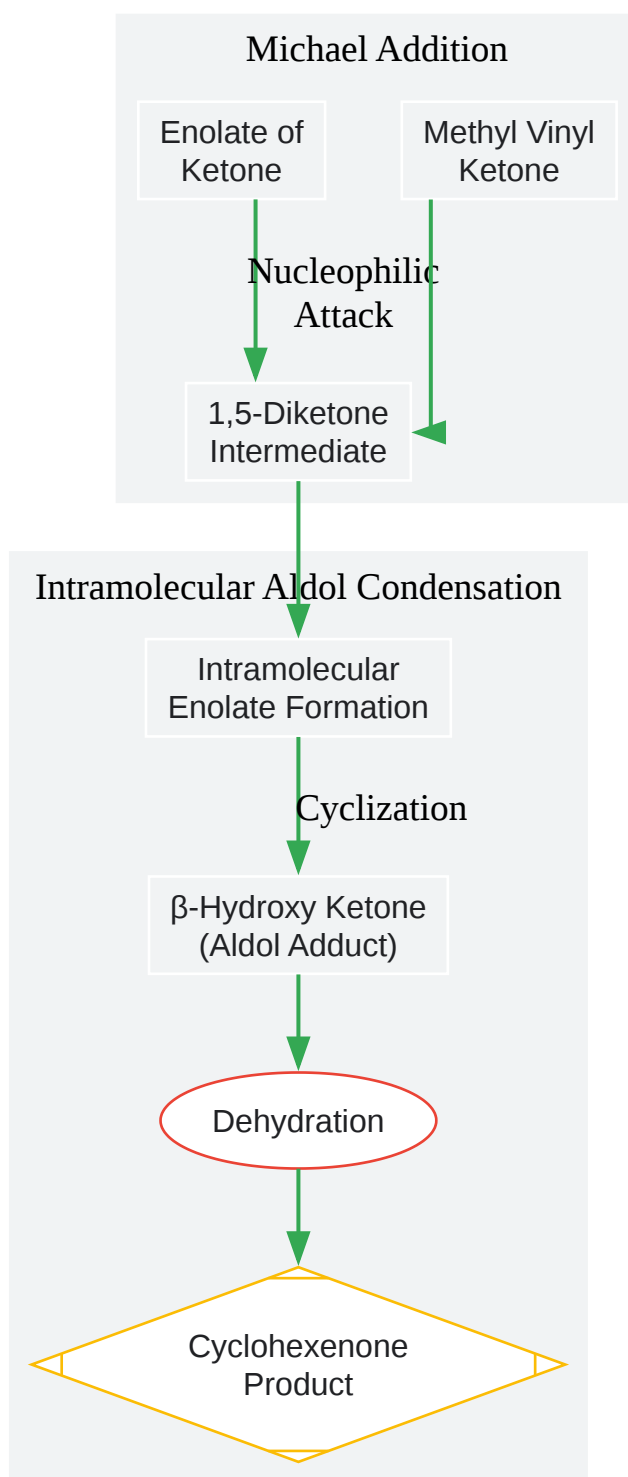 Michael Addition
Enolate of
Ketone
Methyl Vinyl
Ketone
Nucleophilic
Attack
1,5-Diketone
Intermediate
Intramolecular Aldol Condensation
Intramolecular
Enolate Formation
Cyclization
β-Hydroxy Ketone
(Aldol Adduct)
Dehydration
Cyclohexenone
Product